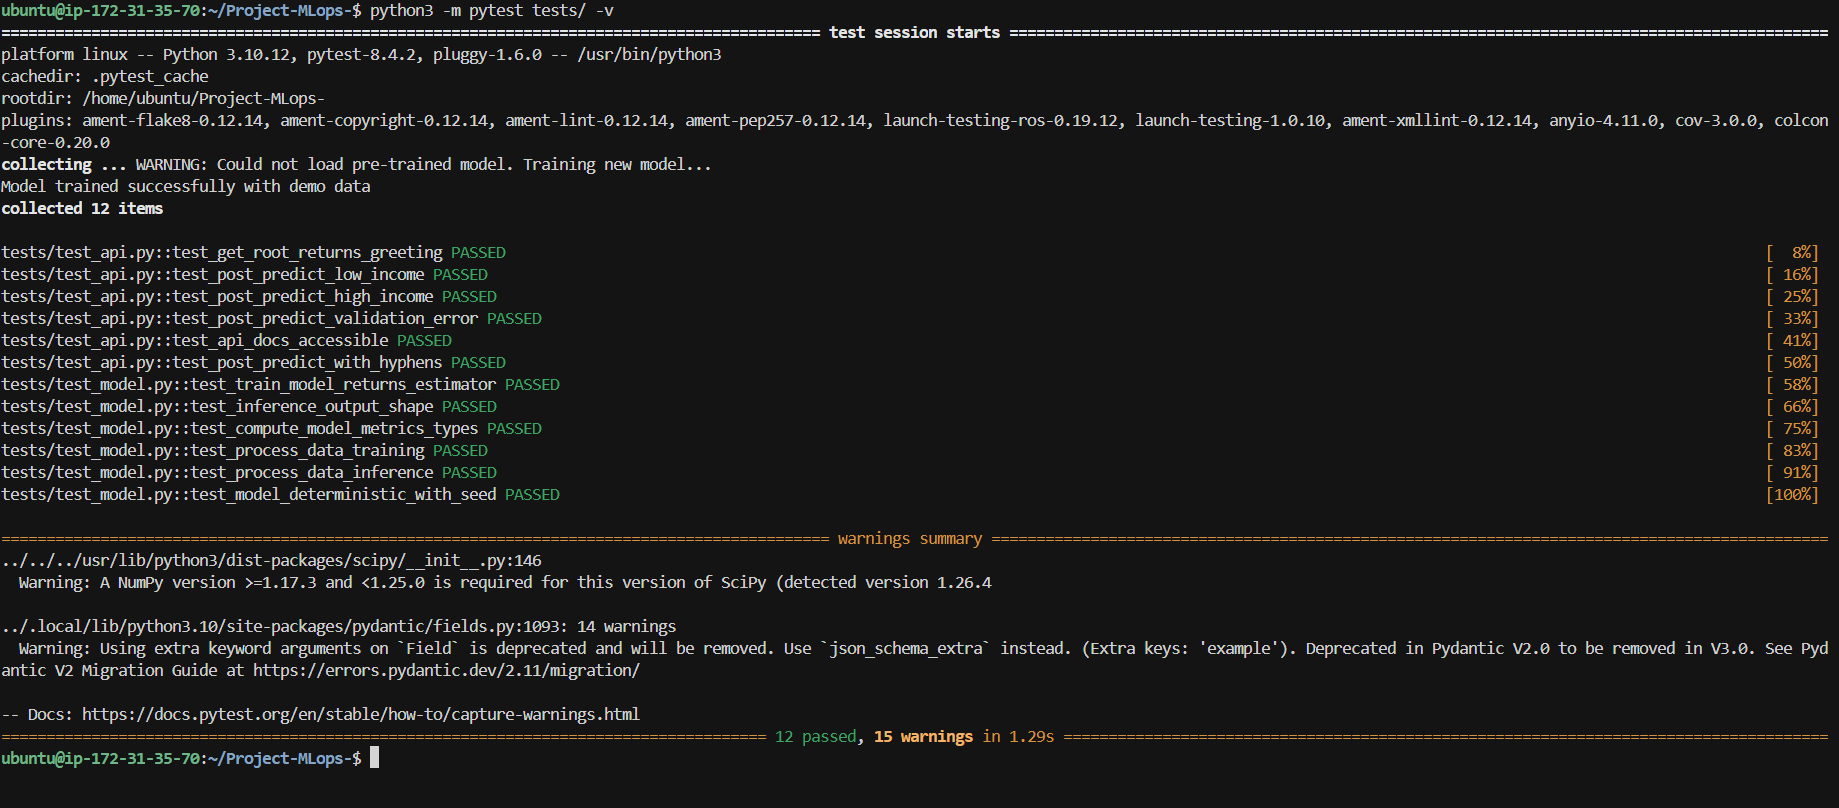 ubuntu@ip-172-31-35-70:~/Project-MLops-$ python3 -m pytest tests/ -v
=========================================================================================== test session starts ===========================================================================================
platform linux -- Python 3.10.12, pytest-8.4.2, pluggy-1.6.0 -- /usr/bin/python3
cachedir: .pytest_cache
rootdir: /home/ubuntu/Project-MLops-
plugins: ament-flake8-0.12.14, ament-copyright-0.12.14, ament-lint-0.12.14, ament-pep257-0.12.14, launch-testing-ros-0.19.12, launch-testing-1.0.10, ament-xmllint-0.12.14, anyio-4.11.0, cov-3.0.0, colcon
-core-0.20.0
collecting ... WARNING: Could not load pre-trained model. Training new model...
Model trained successfully with demo data
collected 12 items
tests/test_api.py::test_get_root_returns_greeting PASSED [  8%]
tests/test_api.py::test_post_predict_low_income PASSED [ 16%]
tests/test_api.py::test_post_predict_high_income PASSED [ 25%]
tests/test_api.py::test_post_predict_validation_error PASSED [ 33%]
tests/test_api.py::test_api_docs_accessible PASSED [ 41%]
tests/test_api.py::test_post_predict_with_hyphens PASSED [ 50%]
tests/test_model.py::test_train_model_returns_estimator PASSED [ 58%]
tests/test_model.py::test_inference_output_shape PASSED [ 66%]
tests/test_model.py::test_compute_model_metrics_types PASSED [ 75%]
tests/test_model.py::test_process_data_training PASSED [ 83%]
tests/test_model.py::test_process_data_inference PASSED [ 91%]
tests/test_model.py::test_model_deterministic_with_seed PASSED [100%]
============================================================================================ warnings summary =============================================================================================
../../../usr/lib/python3/dist-packages/scipy/__init__.py:146
  Warning: A NumPy version >=1.17.3 and <1.25.0 is required for this version of SciPy (detected version 1.26.4
../.local/lib/python3.10/site-packages/pydantic/fields.py:1093: 14 warnings
  Warning: Using extra keyword arguments on `Field` is deprecated and will be removed. Use `json_schema_extra` instead. (Extra keys: 'example'). Deprecated in Pydantic V2.0 to be removed in V3.0. See Pyd
antic V2 Migration Guide at https://errors.pydantic.dev/2.11/migration/
-- Docs: https://docs.pytest.org/en/stable/how-to/capture-warnings.html
===================================================================================== 12 passed, 15 warnings in 1.29s =====================================================================================
ubuntu@ip-172-31-35-70:~/Project-MLops-$